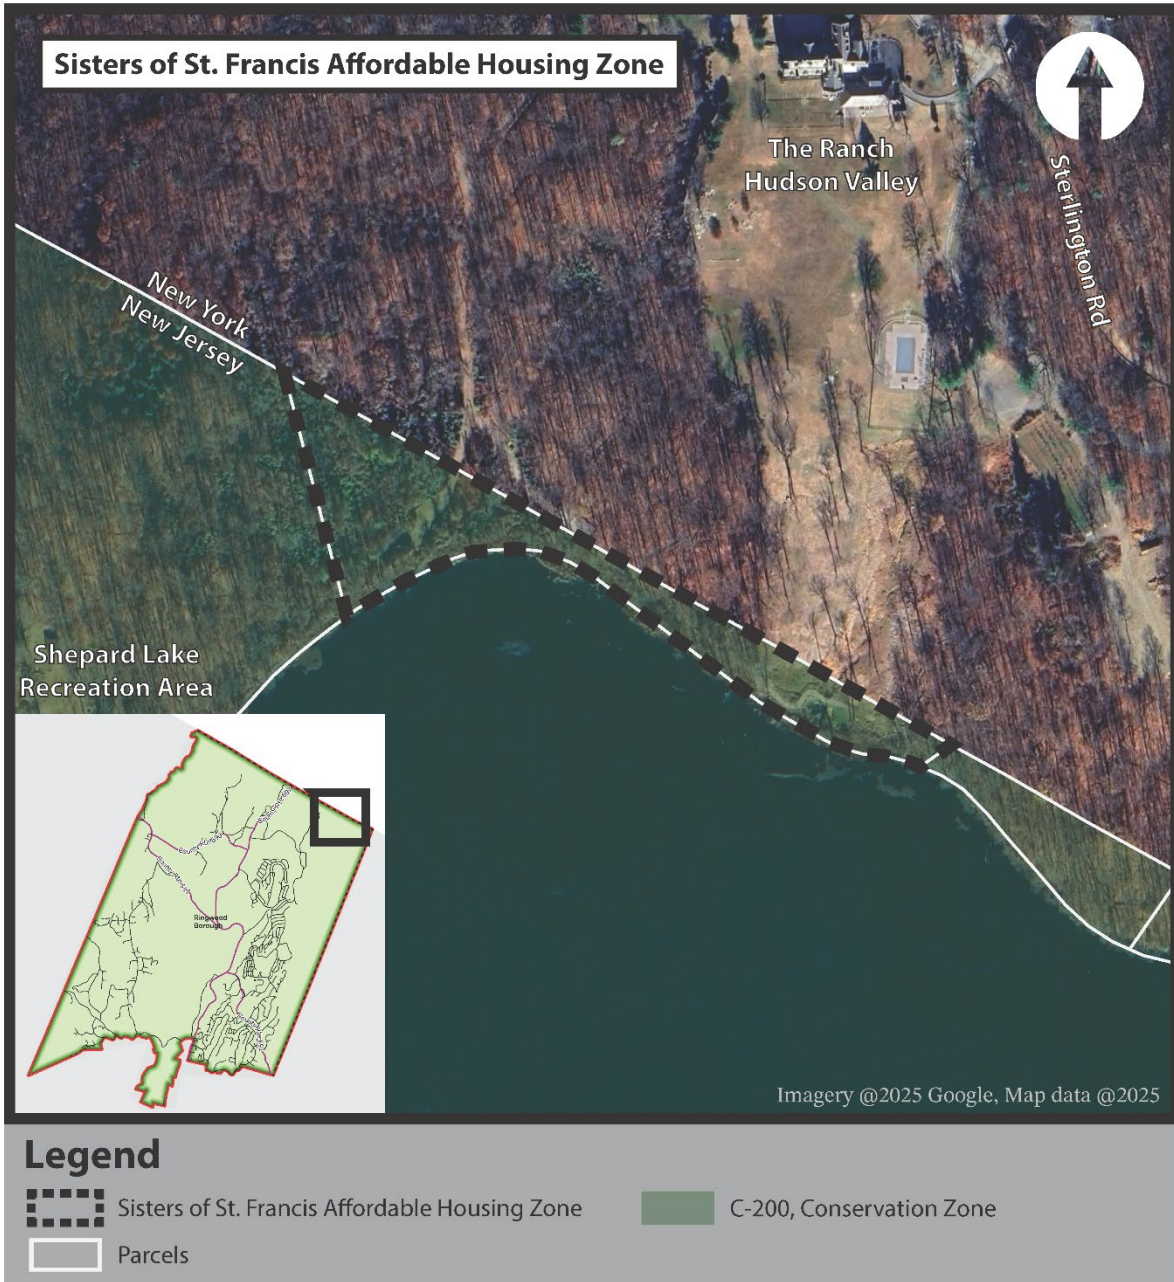 Sisters of St. Francis Affordable Housing Zone
The Ranch
Hudson Valley
Sterlington Rd
New York
New Jersey
Shepard Lake
Recreation Area
Ringwood
Borough
Imagery @2025 Google, Map data @2025
Legend
Sisters of St. Francis Affordable Housing Zone
C-200, Conservation Zone
Parcels